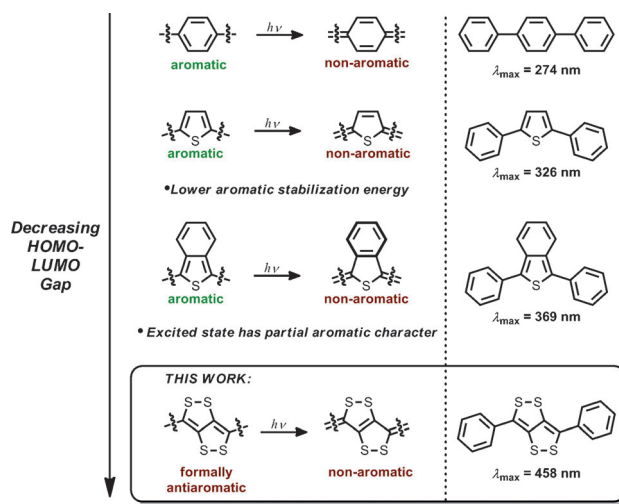 hν
aromatic
non-aromatic
λmax = 274 nm
hν
S
S
S
aromatic
non-aromatic
λmax = 326 nm
•Lower aromatic stabilization energy
Decreasing
HOMO-
LUMO
Gap
hν
S
S
S
aromatic
non-aromatic
λmax = 369 nm
• Excited state has partial aromatic character
THIS WORK:
S-S
S-S
S-S
hν
S-S
S-S
S-S
formally
antiaromatic
non-aromatic
λmax = 458 nm